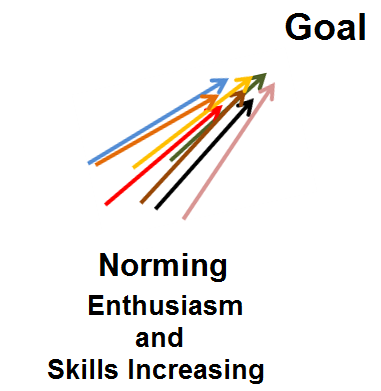 Goal
Norming
Enthusiasm
and
Skills Increasing